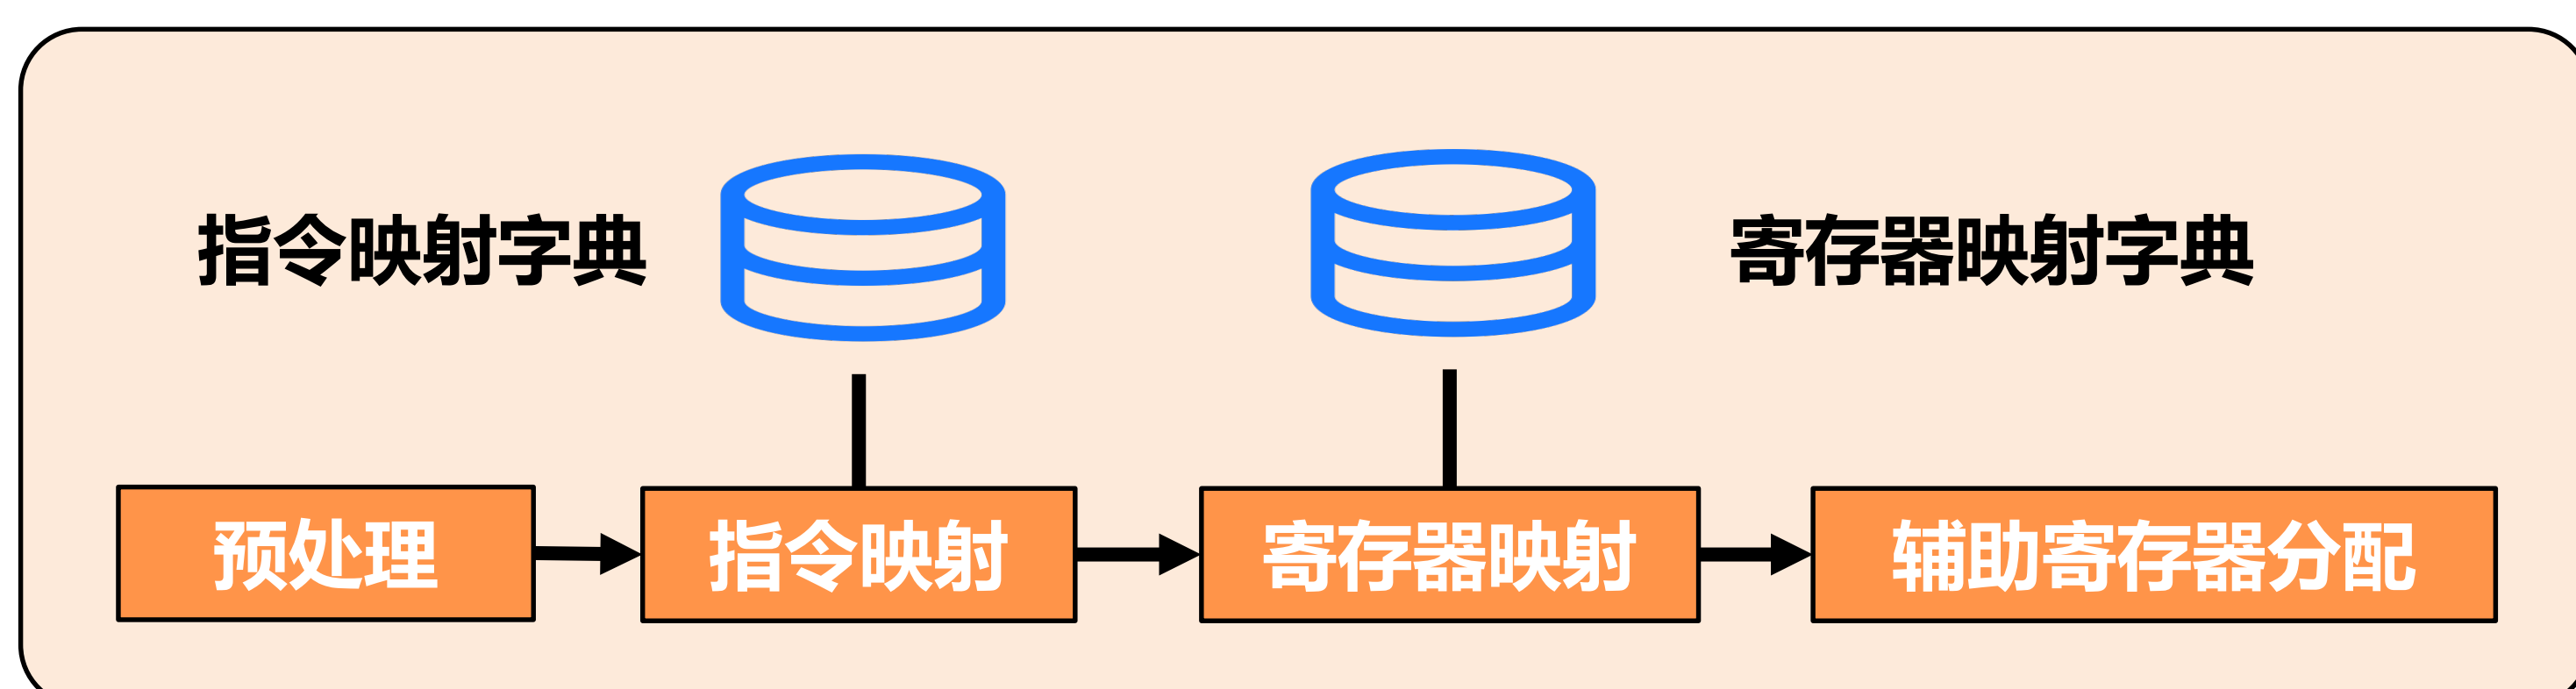 指令映射字典
寄存器映射字典
预处理
指令映射
寄存器映射
辅助寄存器分配